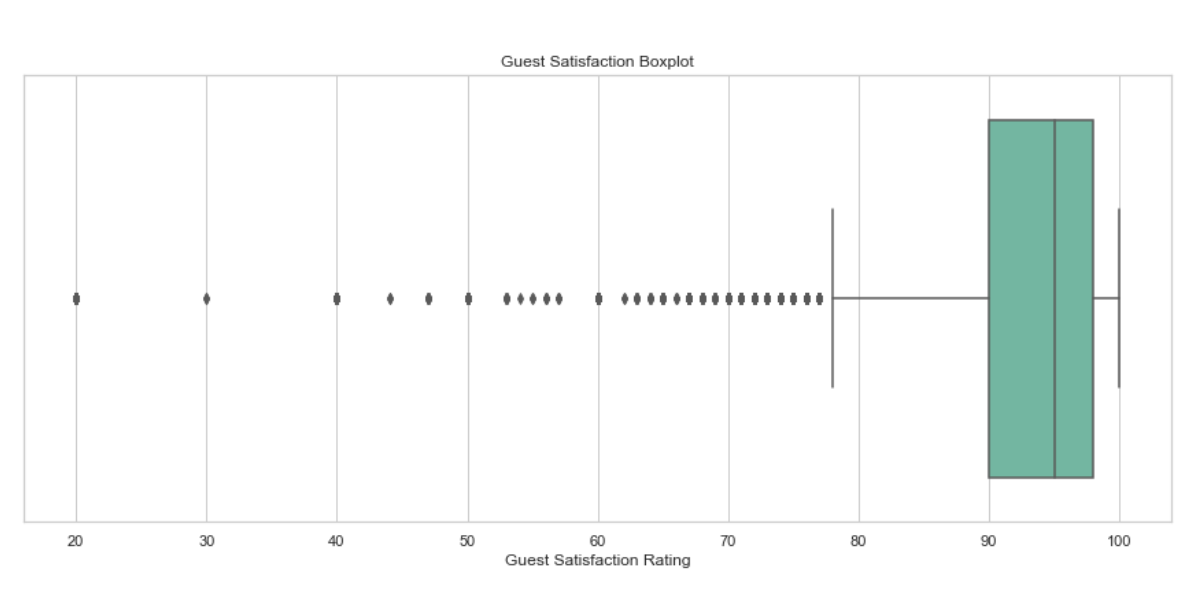 Guest Satisfaction Boxplot
20 30 40 50 60 70 80 90 100
Guest Satisfaction Rating